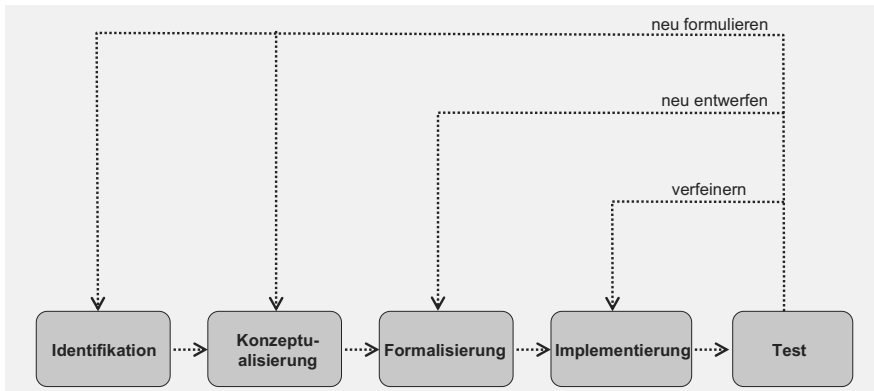 neu formulieren
neu entwerfen
verfeinern
Identifikation
Konzeptu-
alisierung
Formalisierung
Implementierung
Test